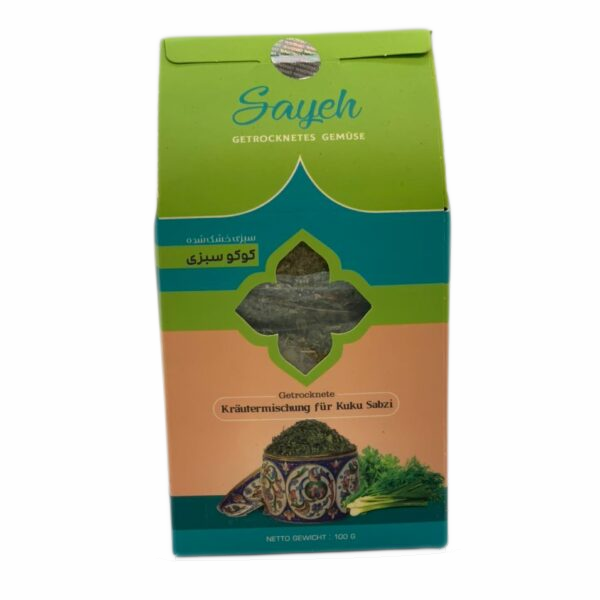 Sayeh
GETROCKNETES GEMÜSE
سبزی خشک شده
کوکو سبزی
Getrocknete
Kräutermischung für Kuku Sabzi
NETTO GEWICHT : 100 G